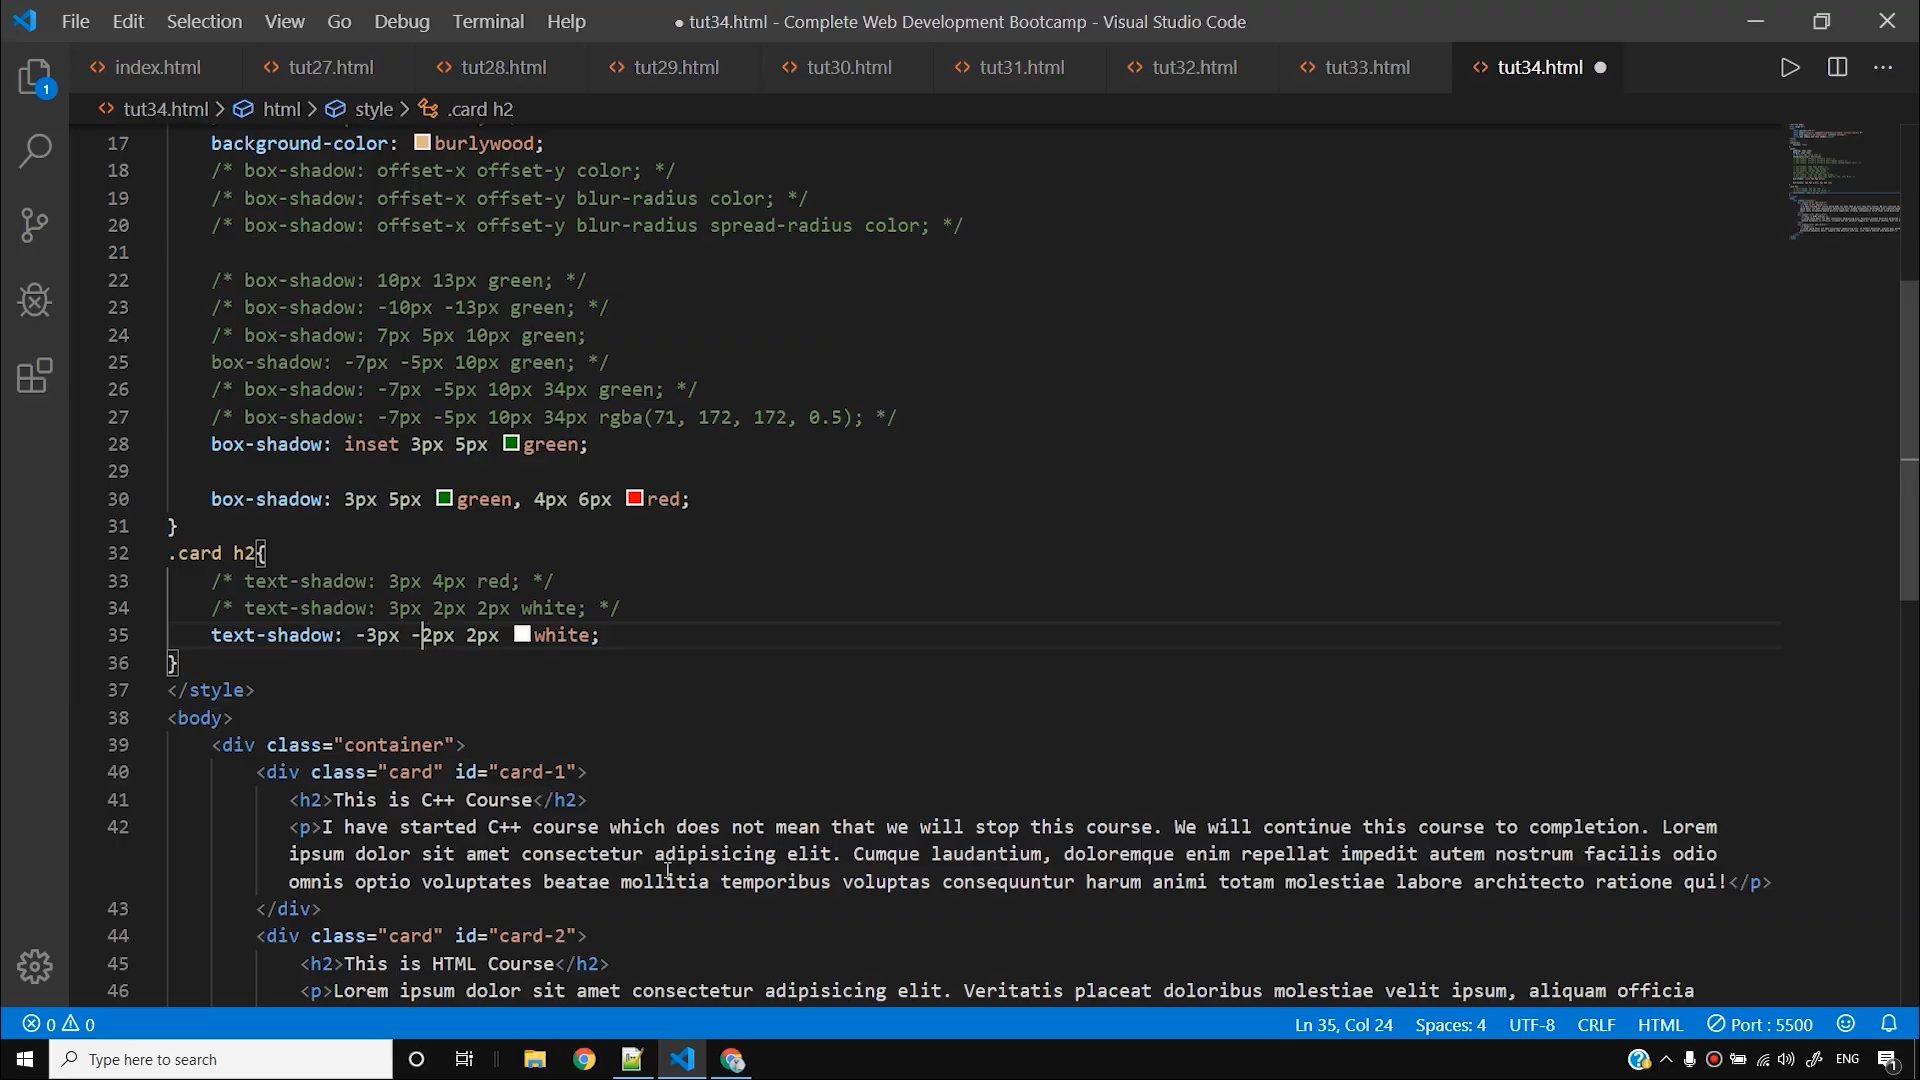 File Edit Selection View Go Debug Terminal Help
● tut34.html - Complete Web Development Bootcamp - Visual Studio Code
index.html tut27.html tut28.html tut29.html tut30.html tut31.html tut32.html tut33.html tut34.html ●
1
tut34.html > html > style > .card h2
17 background-color: burlywood;
18 /* box-shadow: offset-x offset-y color; */
19 /* box-shadow: offset-x offset-y blur-radius color; */
20 /* box-shadow: offset-x offset-y blur-radius spread-radius color; */
21
22 /* box-shadow: 10px 13px green; */
23 /* box-shadow: -10px -13px green; */
24 /* box-shadow: 7px 5px 10px green;
25 box-shadow: -7px -5px 10px green; */
26 /* box-shadow: -7px -5px 10px 34px green; */
27 /* box-shadow: -7px -5px 10px 34px rgba(71, 172, 172, 0.5); */
28 box-shadow: inset 3px 5px green;
29
30 box-shadow: 3px 5px green, 4px 6px red;
31 }
32 .card h2{
33 /* text-shadow: 3px 4px red; */
34 /* text-shadow: 3px 2px 2px white; */
35 text-shadow: -3px -2px 2px white;
36 }
37 </style>
38 <body>
39 <div class="container">
40 <div class="card" id="card-1">
41 <h2>This is C++ Course</h2>
42 <p>I have started C++ course which does not mean that we will stop this course. We will continue this course to completion. Lorem
ipsum dolor sit amet consectetur adipisicing elit. Cumque laudantium, doloremque enim repellat impedit autem nostrum facilis odio
omnis optio voluptates beatae mollitia temporibus voluptas consequuntur harum animi totam molestiae labore architecto ratione qui!</p>
43 </div>
44 <div class="card" id="card-2">
45 <h2>This is HTML Course</h2>
46 <p>Lorem ipsum dolor sit amet consectetur adipisicing elit. Veritatis placeat doloribus molestiae velit ipsum, aliquam officia
0 0 Ln 35, Col 24 Spaces: 4 UTF-8 CRLF HTML Port : 5500
Type here to search ENG 1